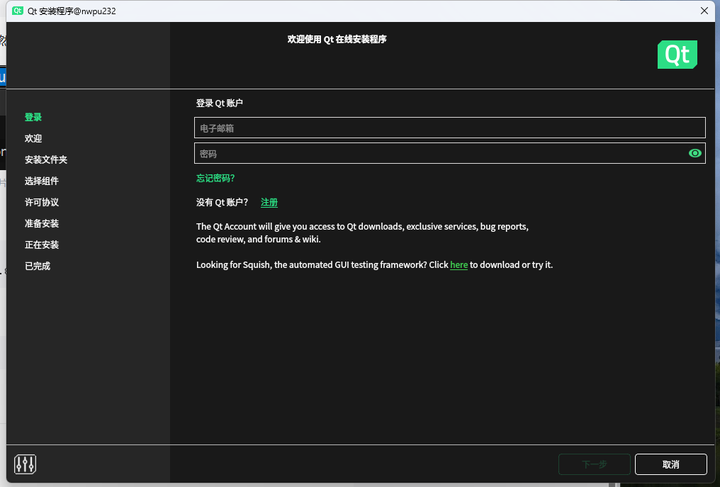 Qt 安装程序@nwpu232
欢迎使用 Qt 在线安装程序
Qt
登录
欢迎
安装文件夹
选择组件
许可协议
准备安装
正在安装
已完成
登录 Qt 账户
电子邮箱
密码
忘记密码?
没有 Qt 账户? 注册
The Qt Account will give you access to Qt downloads, exclusive services, bug reports,
code review, and forums & wiki.
Looking for Squish, the automated GUI testing framework? Click here to download or try it.
下一步
取消